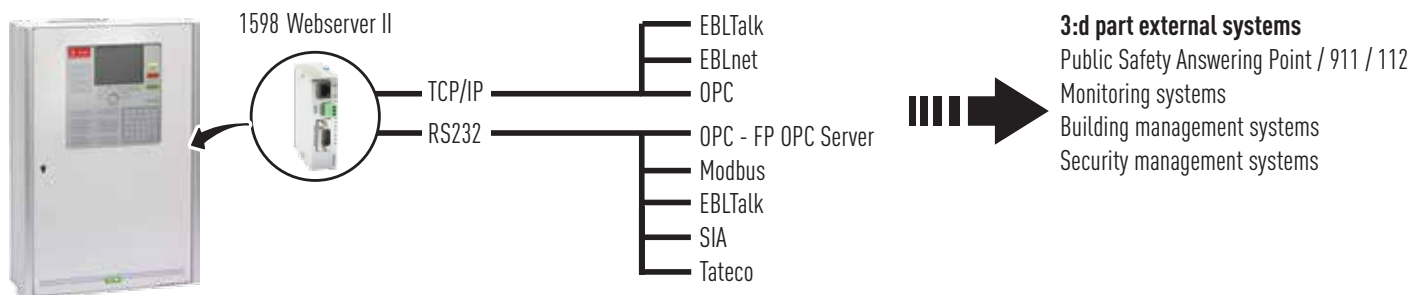 1598 Webserver II
TCP/IP
RS232
EBLTalk
EBLnet
OPC
OPC - FP OPC Server
Modbus
EBLTalk
SIA
Tateco
3:d part external systems
Public Safety Answering Point / 911 / 112
Monitoring systems
Building management systems
Security management systems